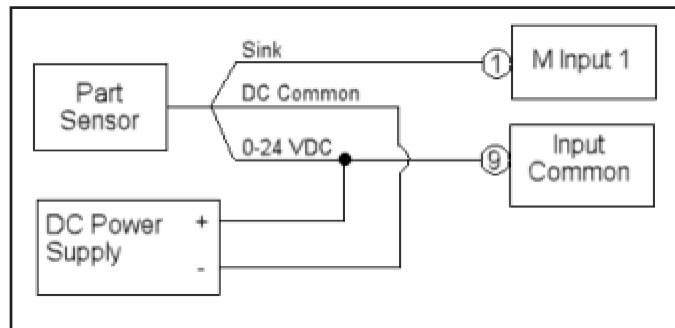 Sink
1
M Input 1
Part
Sensor
DC Common
0-24 VDC
9
Input
Common
DC Power
Supply
+
-